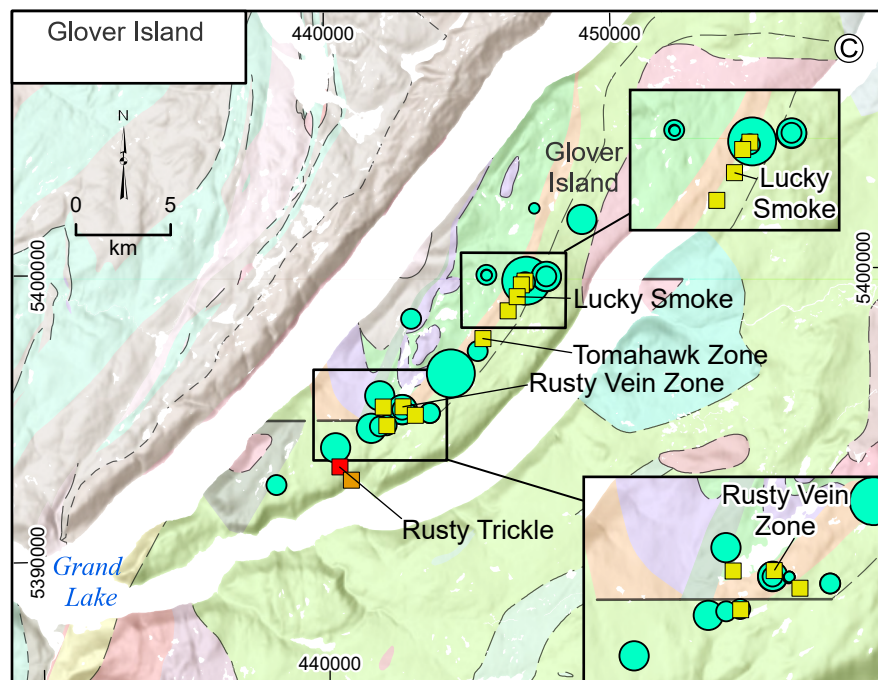 Glover Island
440000
450000
C
N
0 5
km
Glover
Island
Lucky
Smoke
5400000
5400000
Lucky Smoke
Tomahawk Zone
Rusty Vein Zone
Rusty Vein
Zone
Rusty Trickle
5390000
Grand
Lake
440000